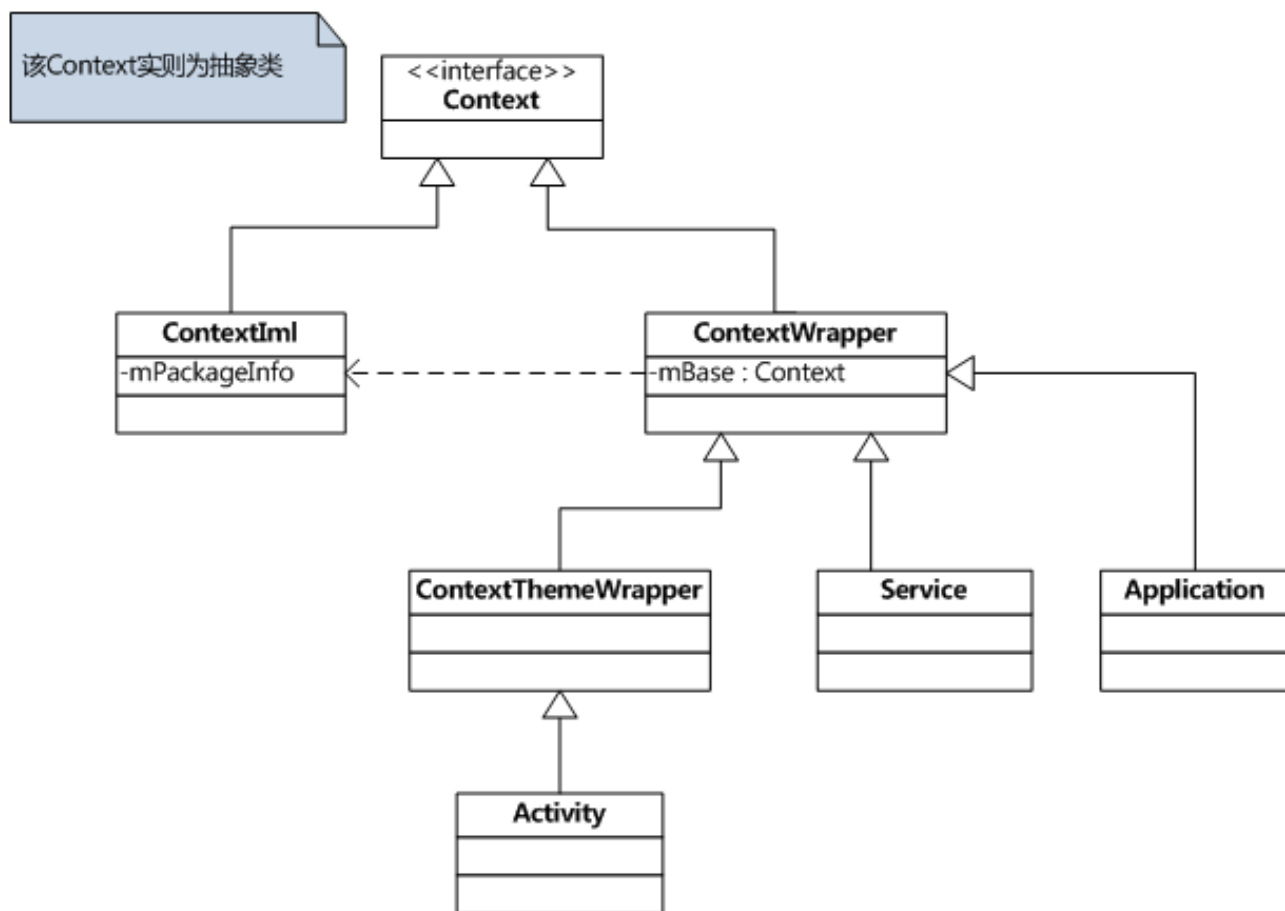 该Context实则为抽象类
<<interface>>
Context
ContextIml
-mPackageInfo
ContextWrapper
-mBase : Context
ContextThemeWrapper
Service
Application
Activity